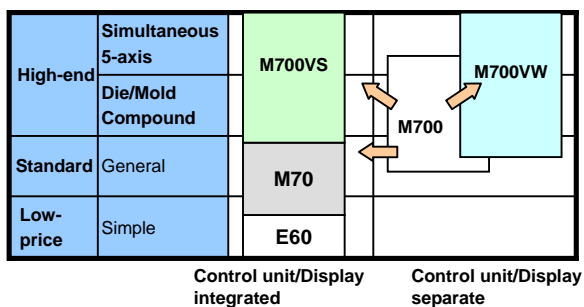 High-end
Simultaneous
5-axis
Die/Mold
Compound
M700VS
M700
M700VW
Standard
General
M70
Low-
price
Simple
E60
Control unit/Display
integrated
Control unit/Display
separate